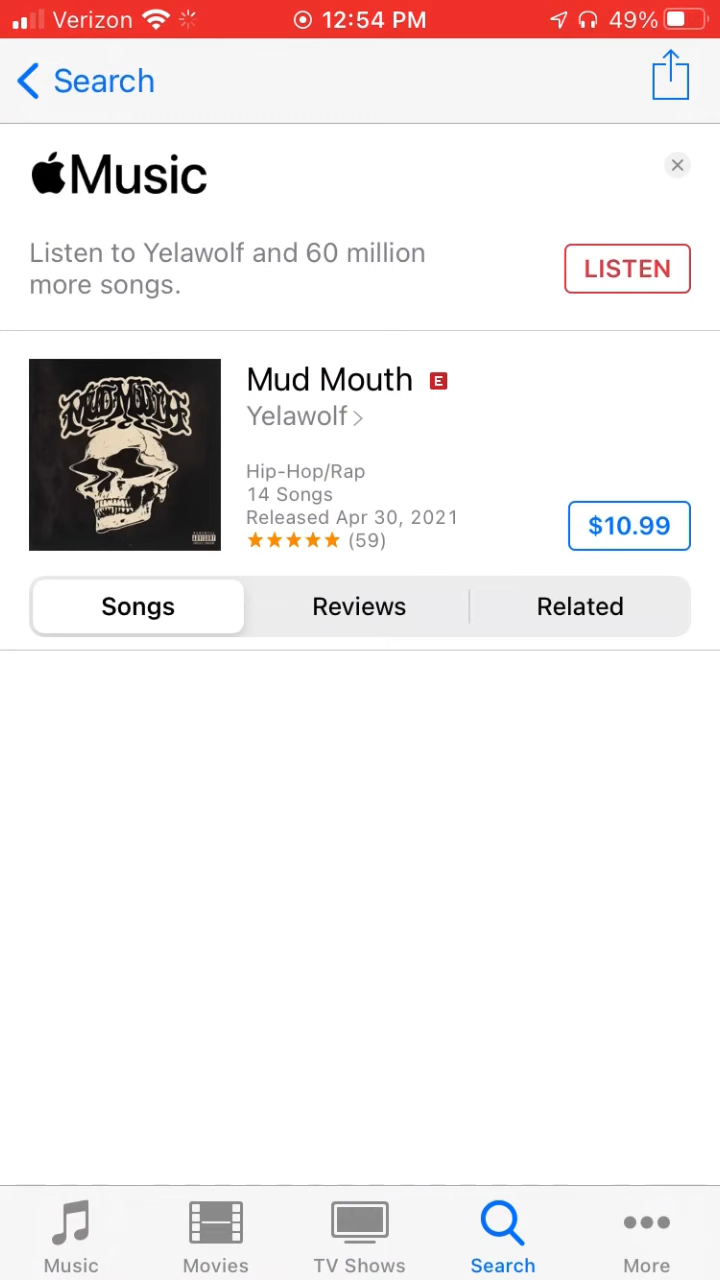 Verizon 12:54 PM 49%
Search
Music
Listen to Yelawolf and 60 million
more songs.
LISTEN
MUD MOUTH
Mud Mouth E
Yelawolf
Hip-Hop/Rap
14 Songs
Released Apr 30, 2021
(59)
$10.99
Songs Reviews Related
Music Movies TV Shows Search More